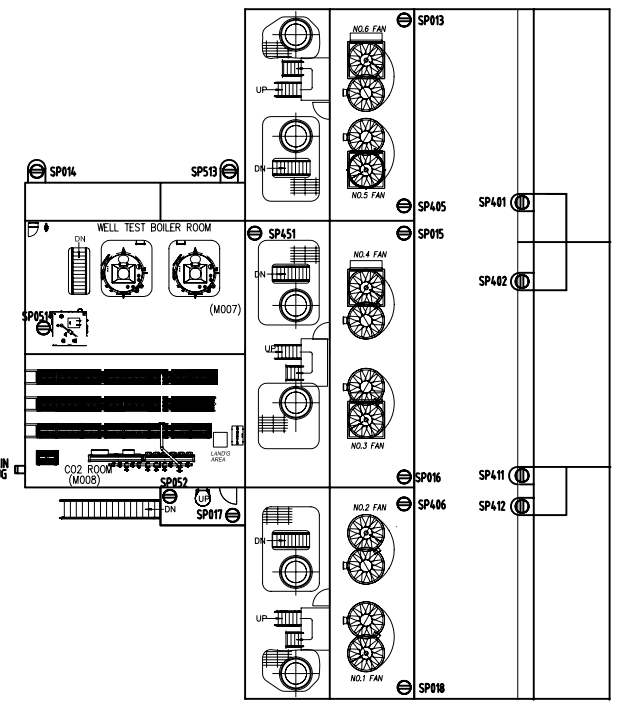 NO.6 FAN
SP013
UP
SP014
SP513
DN
NO.5 FAN
SP405
SP401
WELL TEST BOILER ROOM
SP451
SP015
DN
NO.4 FAN
DN
SP402
(M007)
SP051
UP
NO.3 FAN
LAND'G
AREA
IN
G
CO2 ROOM
(M008)
SP052
SP016
SP411
UP
DN
SP017
NO.2 FAN
SP406
SP412
DN
UP
NO.1 FAN
SP018